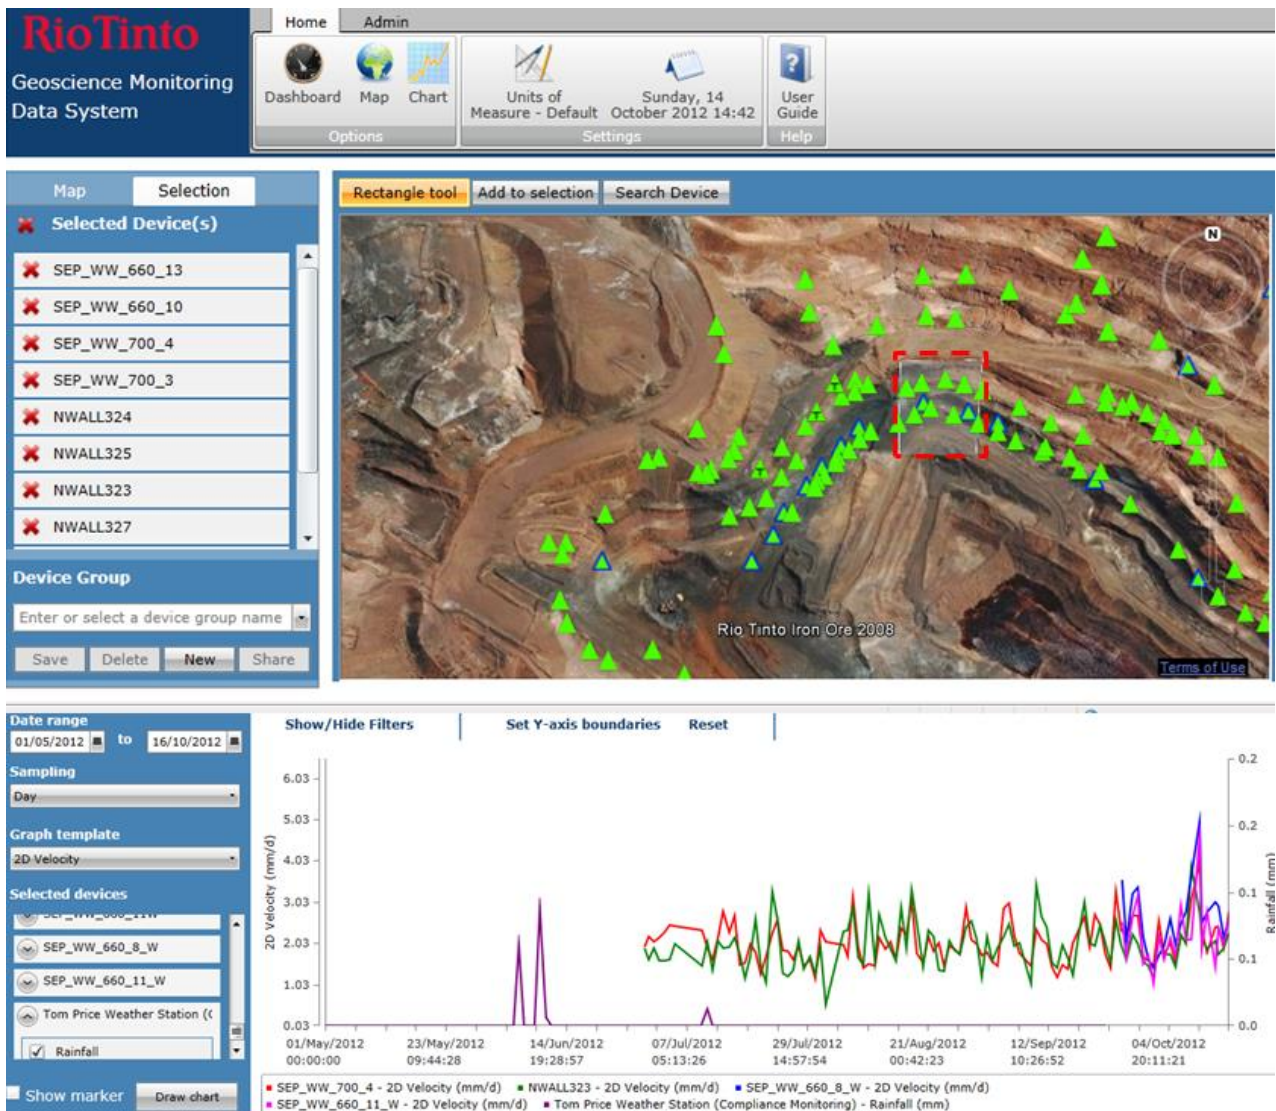 RioTinto
Geoscience Monitoring
Data System
Home Admin
Dashboard Map Chart
Options
Units of
Measure - Default
Sunday, 14
October 2012 14:42
Settings
User
Guide
Help
Map Selection
Selected Device(s)
SEP_WW_660_13
SEP_WW_660_10
SEP_WW_700_4
SEP_WW_700_3
NWALL324
NWALL325
NWALL323
NWALL327
Device Group
Enter or select a device group name
Save Delete New Share
Rectangle tool Add to selection Search Device
N
Rio Tinto Iron Ore 2008
Terms of Use
Date range
01/05/2012 to 16/10/2012
Sampling
Day
Graph template
2D Velocity
Selected devices
SEP_WW_660_8_W
SEP_WW_660_11_W
Tom Price Weather Station (C
Rainfall
Show marker Draw chart
Show/Hide Filters Set Y-axis boundaries Reset
2D Velocity (mm/d)
6.03
5.03
4.03
3.03
2.03
1.03
0.03
0.2
0.2
0.1
0.1
0.0
Rainfall (mm)
01/May/2012 23/May/2012 14/Jun/2012 07/Jul/2012 29/Jul/2012 21/Aug/2012 12/Sep/2012 04/Oct/2012
00:00:00 09:44:28 19:28:57 05:13:26 14:57:54 00:42:23 10:26:52 20:11:21
SEP_WW_700_4 - 2D Velocity (mm/d) NWALL323 - 2D Velocity (mm/d) SEP_WW_660_8_W - 2D Velocity (mm/d)
SEP_WW_660_11_W - 2D Velocity (mm/d) Tom Price Weather Station (Compliance Monitoring) - Rainfall (mm)